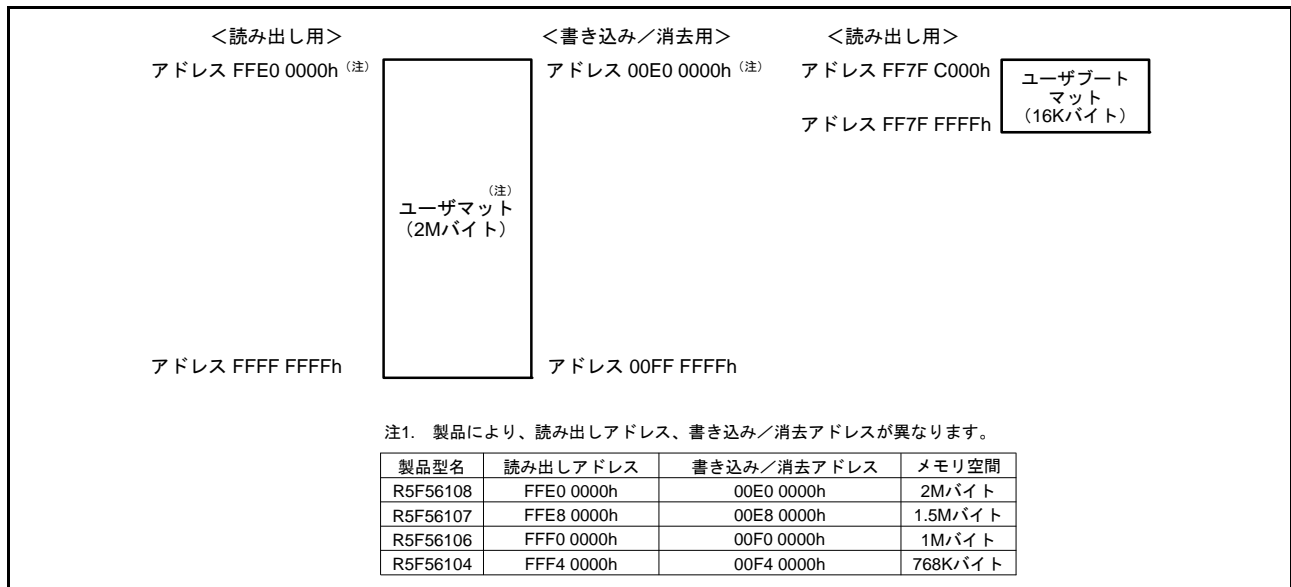 ＜読み出し用＞ ＜書き込み／消去用＞ ＜読み出し用＞
アドレス FFE0 0000h（注） アドレス 00E0 0000h（注） アドレス FF7F C000h
ユーザブート
マット
（16Kバイト）
アドレス FF7F FFFFh
（注）
ユーザマット
（2Mバイト）
アドレス FFFF FFFFh アドレス 00FF FFFFh
注1. 製品により、読み出しアドレス、書き込み／消去アドレスが異なります。
製品型名 読み出しアドレス 書き込み／消去アドレス メモリ空間
R5F56108 FFE0 0000h 00E0 0000h 2Mバイト
R5F56107 FFE8 0000h 00E8 0000h 1.5Mバイト
R5F56106 FFF0 0000h 00F0 0000h 1Mバイト
R5F56104 FFF4 0000h 00F4 0000h 768Kバイト